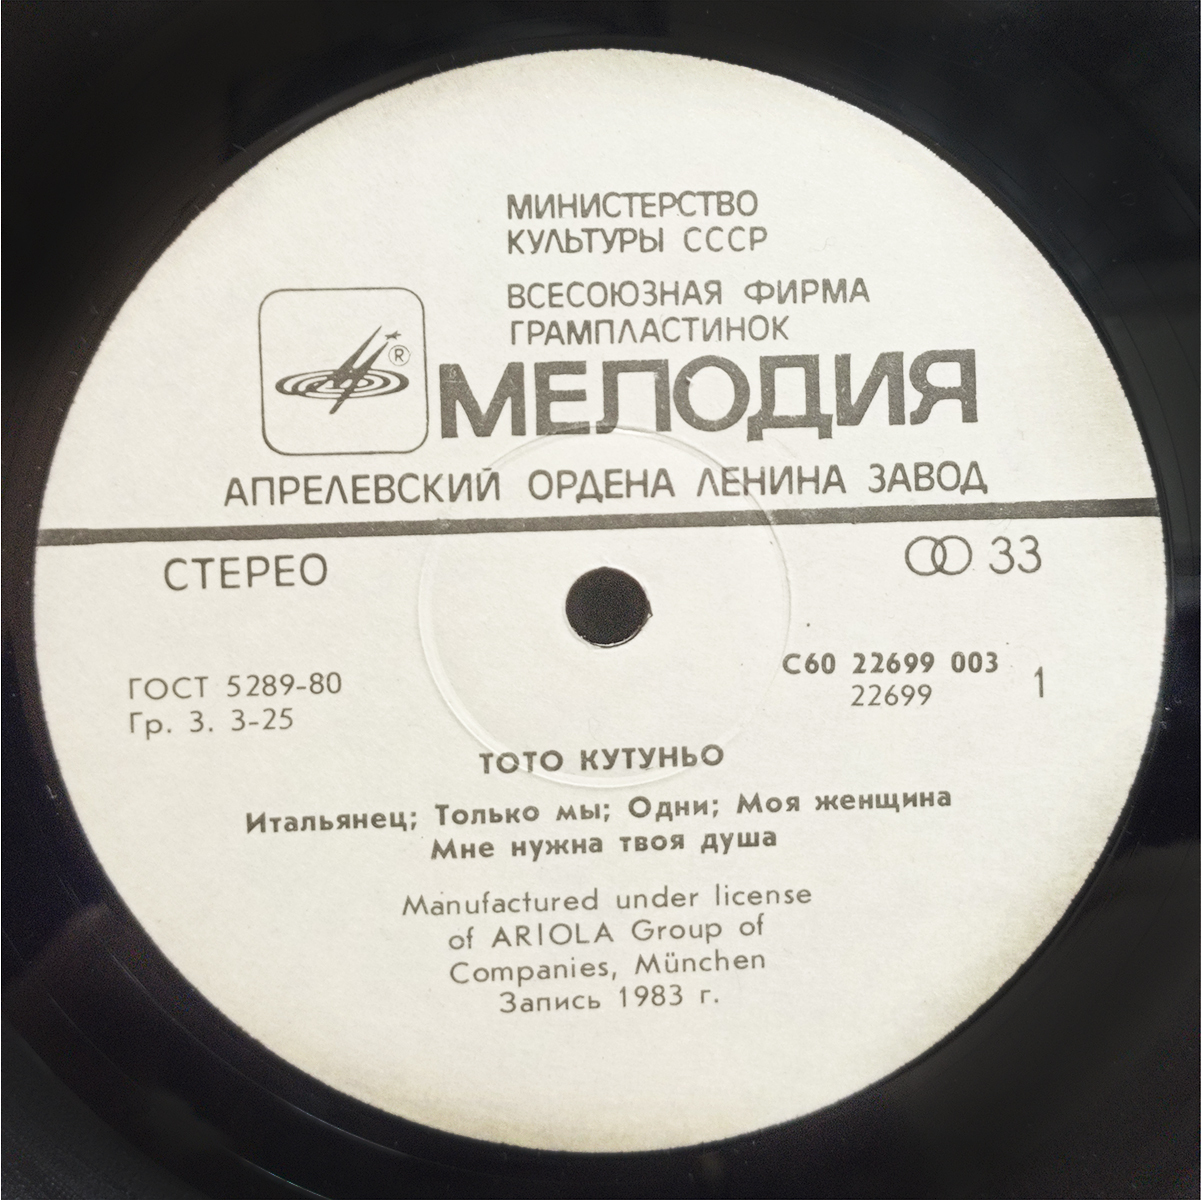 МИНИСТЕРСТВО
КУЛЬТУРЫ СССР
ВСЕСОЮЗНАЯ ФИРМА
ГРАМПЛАСТИНОК
®
МЕЛОДИЯ
АПРЕЛЕВСКИЙ ОРДЕНА ЛЕНИНА ЗАВОД
СТЕРЕО
33
ГОСТ 5289-80
Гр. 3. 3-25
С60 22699 003
22699
1
ТОТО КУТУНЬО
Итальянец; Только мы; Одни; Моя женщина
Мне нужна твоя душа
Manufactured under license
of ARIOLA Group of
Companies, München
Запись 1983 г.